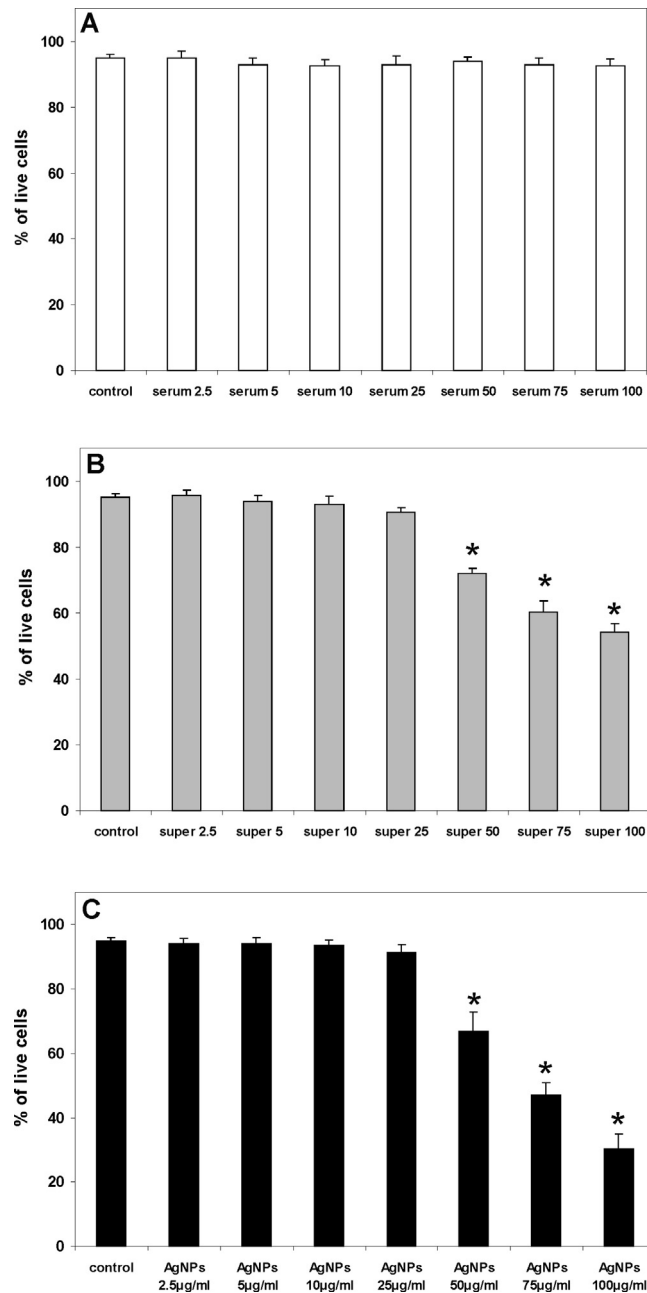 A
% of live cells
100
80
60
40
20
0
control serum 2.5 serum 5 serum 10 serum 25 serum 50 serum 75 serum 100
B
% of live cells
100
80
60
40
20
0
* * *
control super 2.5 super 5 super 10 super 25 super 50 super 75 super 100
C
% of live cells
100
80
60
40
20
0
* * *
control AgNPs AgNPs AgNPs AgNPs AgNPs AgNPs AgNPs
2.5µg/ml 5µg/ml 10µg/ml 25µg/ml 50µg/ml 75µg/ml 100µg/ml